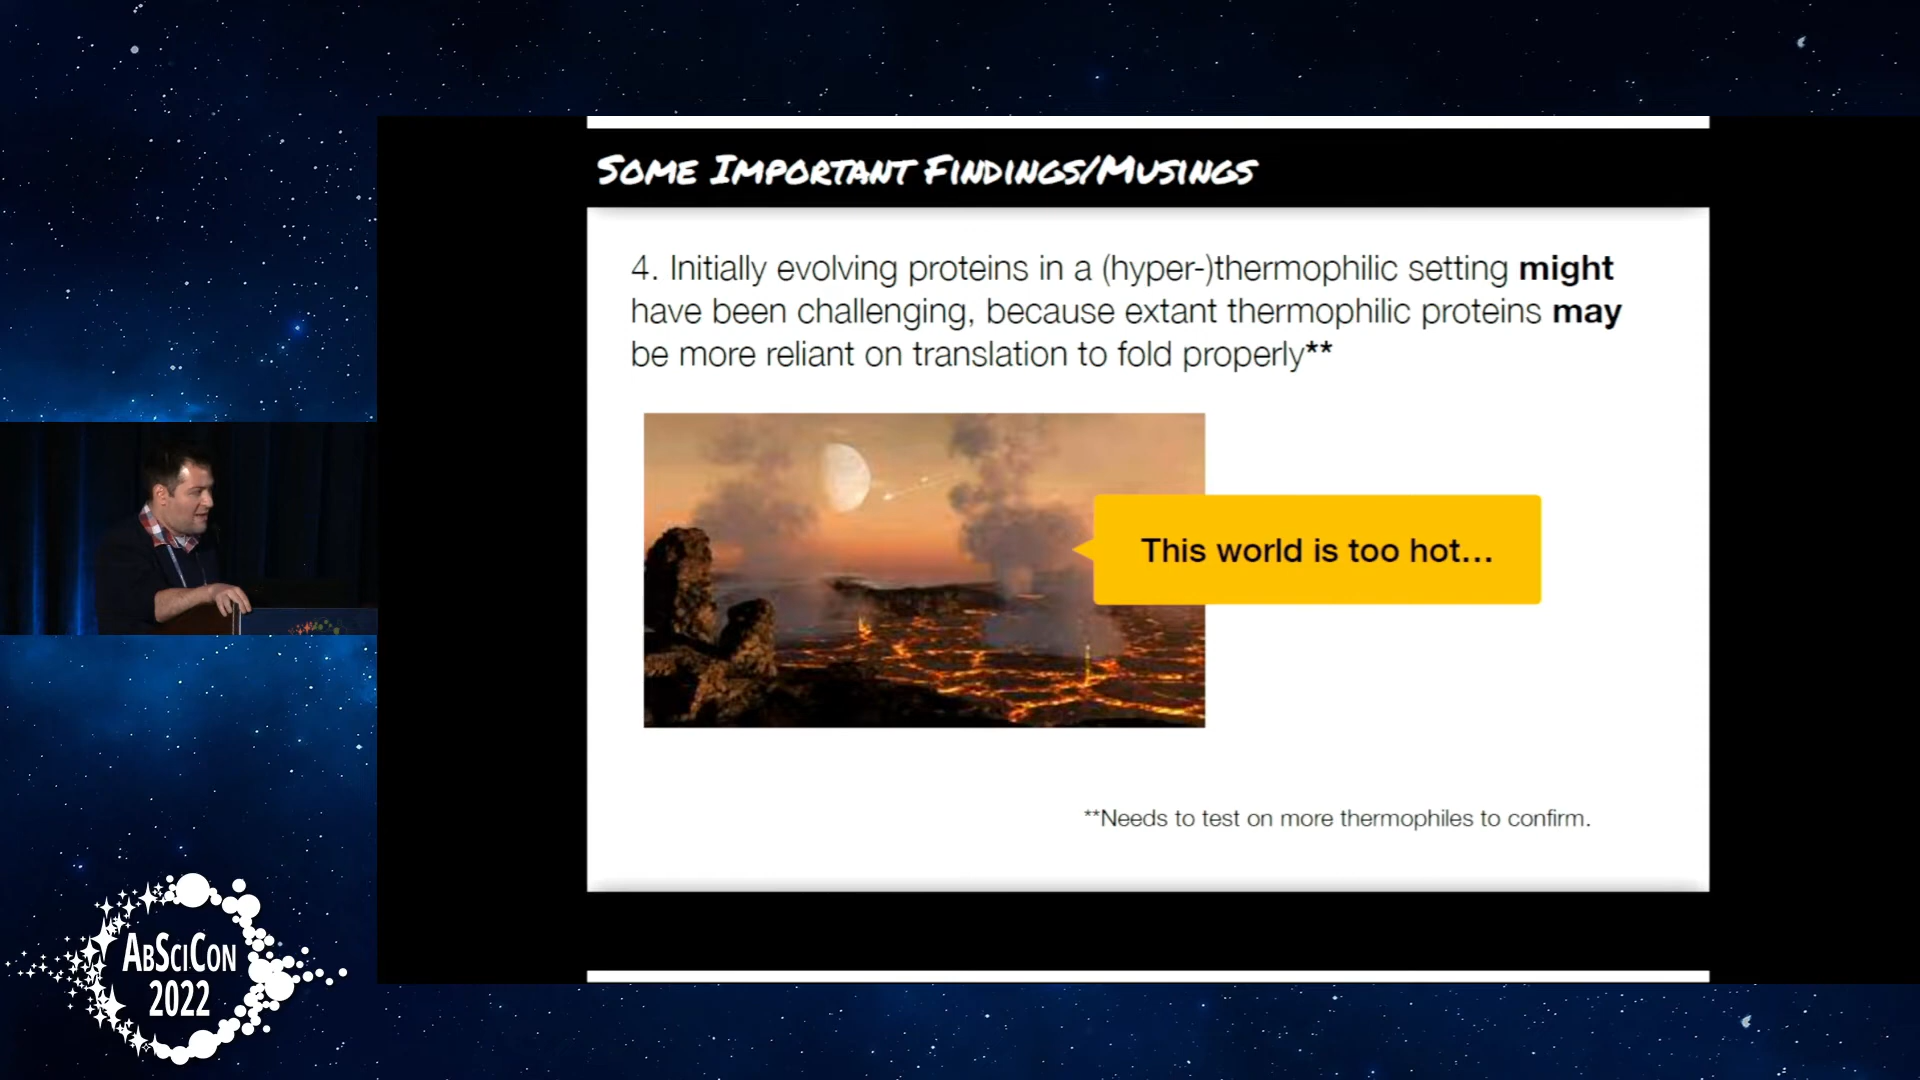 Some Important Findings/Musings
4. Initially evolving proteins in a (hyper-)thermophilic setting might
have been challenging, because extant thermophilic proteins may
be more reliant on translation to fold properly**
This world is too hot...
**Needs to test on more thermophiles to confirm.
AbSciCon
2022